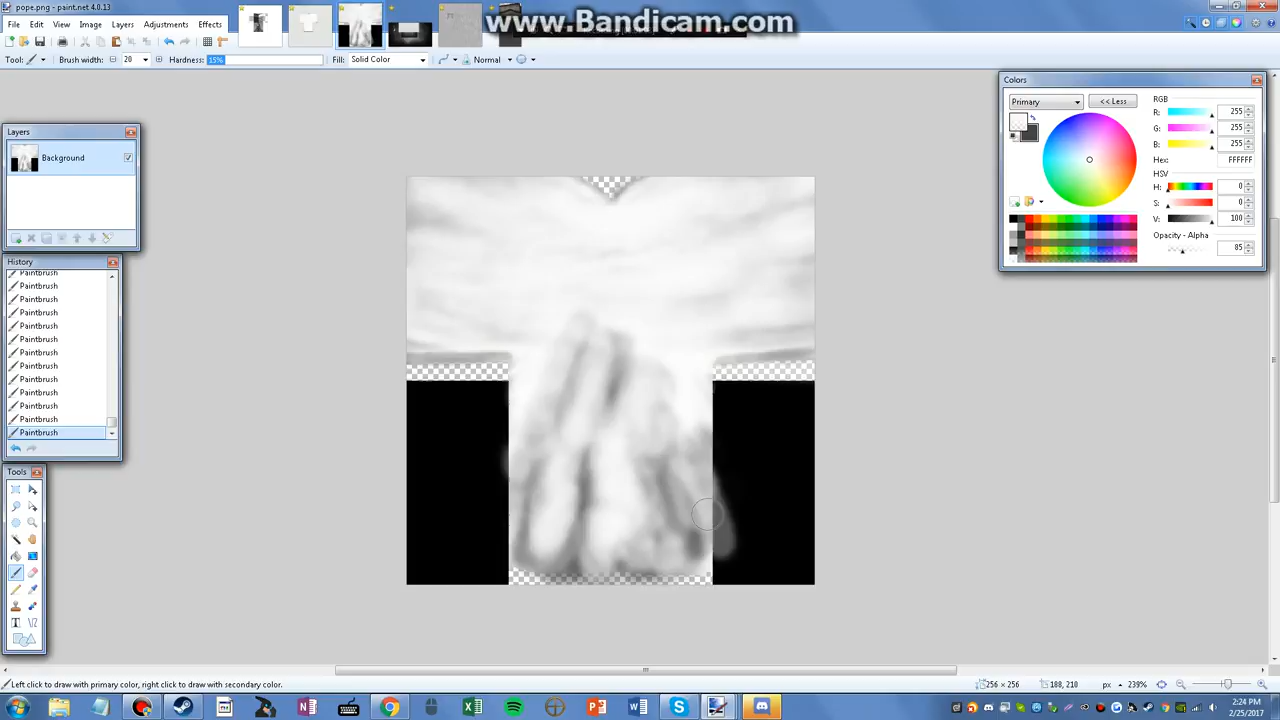 pope.png - paint.net 4.0.13
www.Bandicam.com
File Edit View Image Layers Adjustments Effects
Tool: Brush width: 20 Hardness: 15% Fill: Solid Color Normal
Colors
Primary
<< Less
RGB
R: 255
G: 255
B: 255
Hex: FFFFFF
HSV
H: 0
S: 0
V: 100
Opacity - Alpha
85
Layers
Background
History
Paintbrush
Paintbrush
Paintbrush
Paintbrush
Paintbrush
Paintbrush
Paintbrush
Paintbrush
Paintbrush
Paintbrush
Paintbrush
Paintbrush
Paintbrush
Tools
Left click to draw with primary color, right click to draw with secondary color.
256 × 256
188, 210
px
239%
2:24 PM
2/25/2017